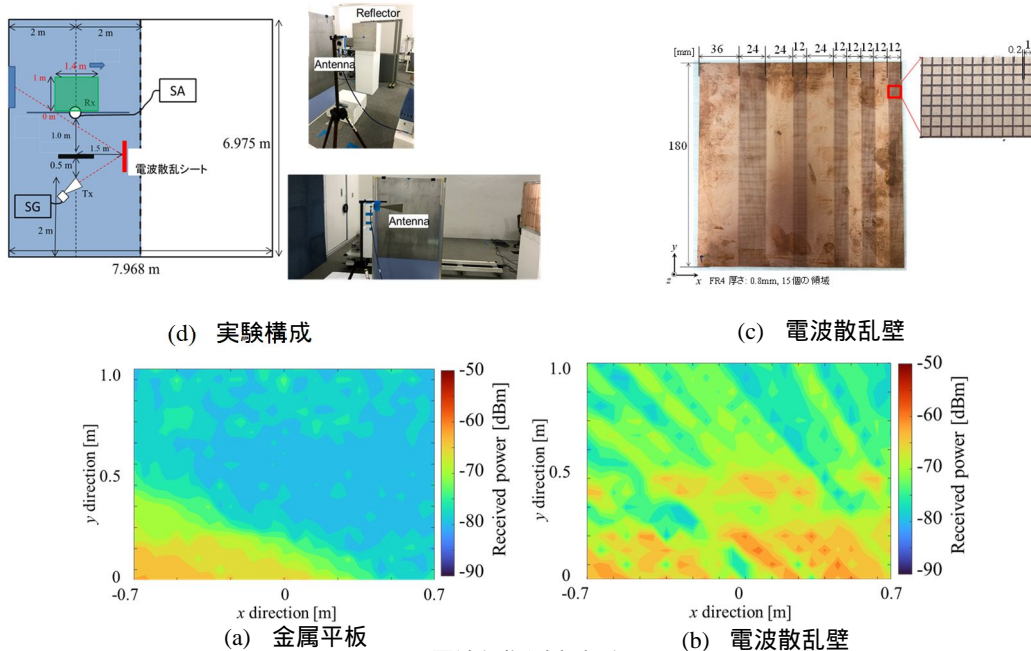 2 m
2 m
1.4 m
1 m
0 m
Rx
SA
1.0 m
1.5 m
0.5 m
電波散乱シート
Tx
SG
2 m
6.975 m
7.968 m
Reflector
Antenna
Antenna
(d) 実験構成
[mm]
36
24
24
12
24
12
12
12
12
12
0.2
1
180
y
z
x
FR4 厚さ: 0.8mm, 15個の領域
(c) 電波散乱壁
1.0
0.5
0
y direction [m]
-0.7
0
0.7
x direction [m]
-50
-60
-70
-80
-90
Received power [dBm]
(a) 金属平板
1.0
0.5
0
y direction [m]
-0.7
0
0.7
x direction [m]
-50
-60
-70
-80
-90
Received power [dBm]
(b) 電波散乱壁